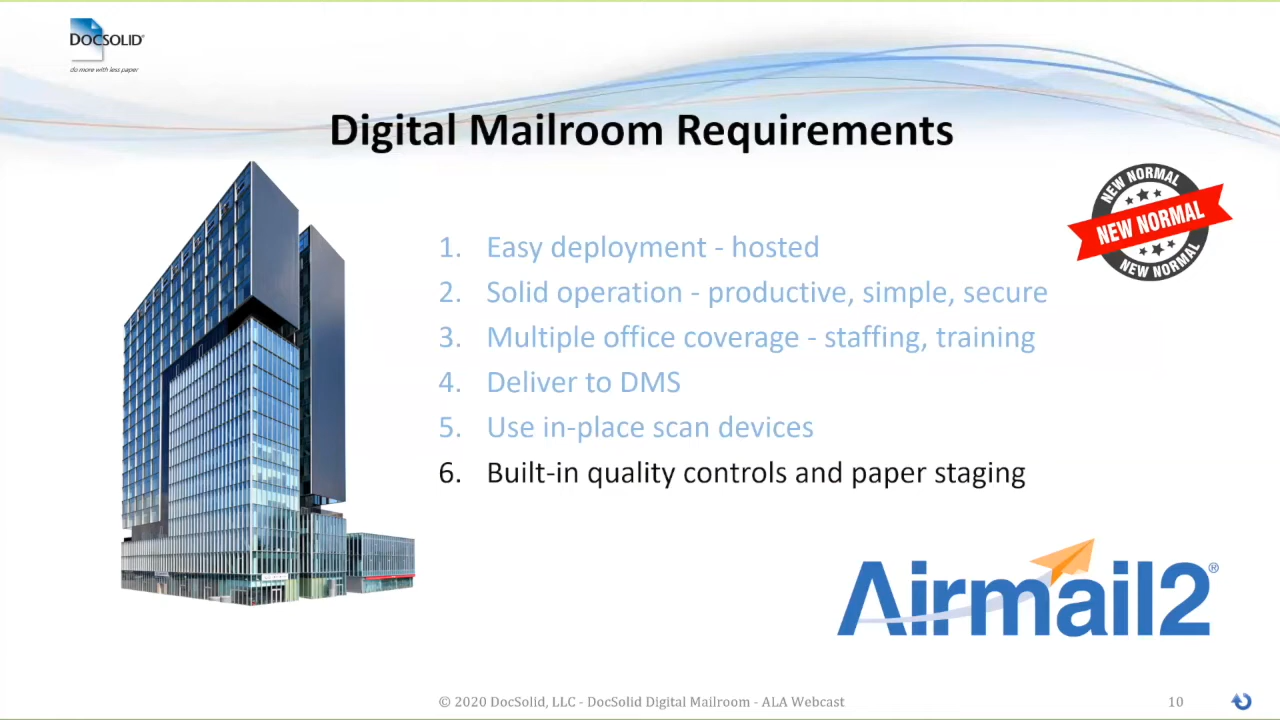 DOCSOLID®
do more with less paper
Digital Mailroom Requirements
NEW NORMAL
NEW NORMAL
NEW NORMAL
1. Easy deployment - hosted
2. Solid operation - productive, simple, secure
3. Multiple office coverage - staffing, training
4. Deliver to DMS
5. Use in-place scan devices
6. Built-in quality controls and paper staging
Airmail2®
© 2020 DocSolid, LLC - DocSolid Digital Mailroom - ALA Webcast
10